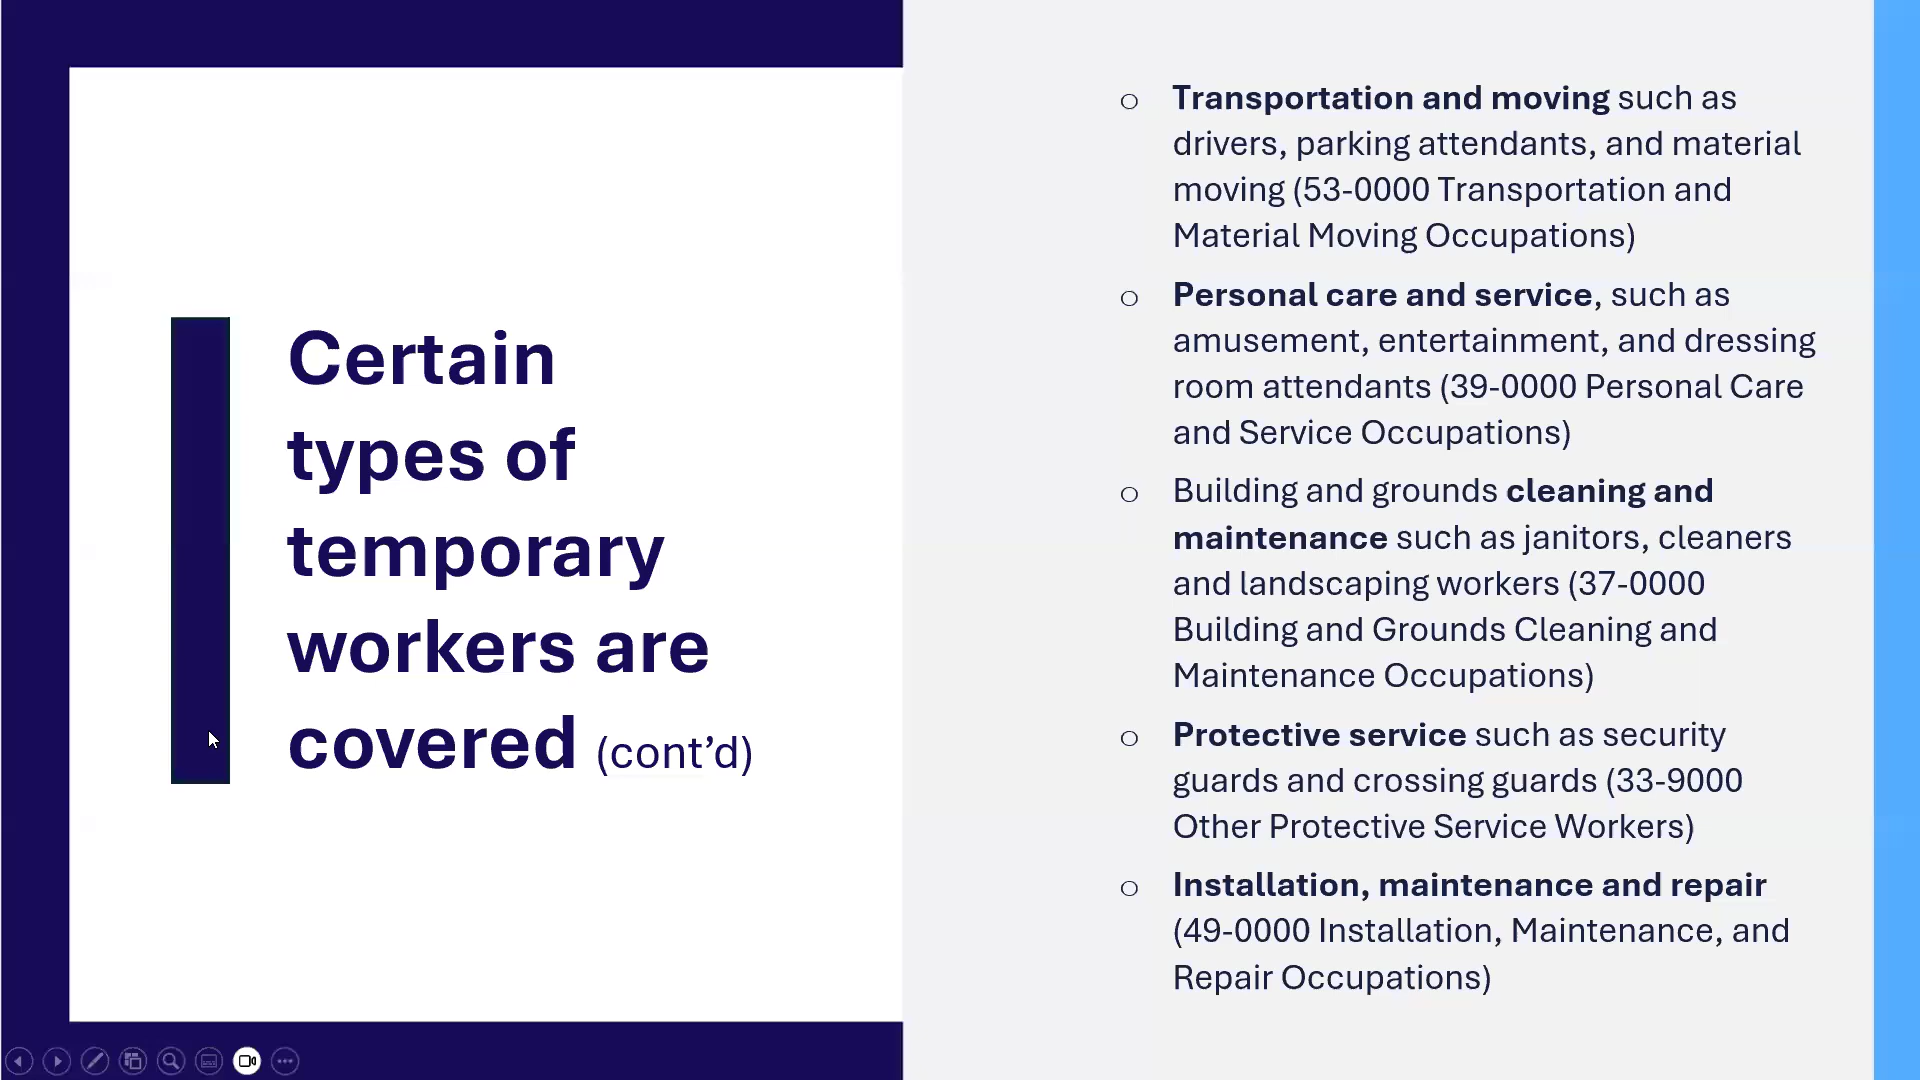 Certain
types of
temporary
workers are
covered (cont’d)
o Transportation and moving such as
drivers, parking attendants, and material
moving (53-0000 Transportation and
Material Moving Occupations)
o Personal care and service, such as
amusement, entertainment, and dressing
room attendants (39-0000 Personal Care
and Service Occupations)
o Building and grounds cleaning and
maintenance such as janitors, cleaners
and landscaping workers (37-0000
Building and Grounds Cleaning and
Maintenance Occupations)
o Protective service such as security
guards and crossing guards (33-9000
Other Protective Service Workers)
o Installation, maintenance and repair
(49-0000 Installation, Maintenance, and
Repair Occupations)